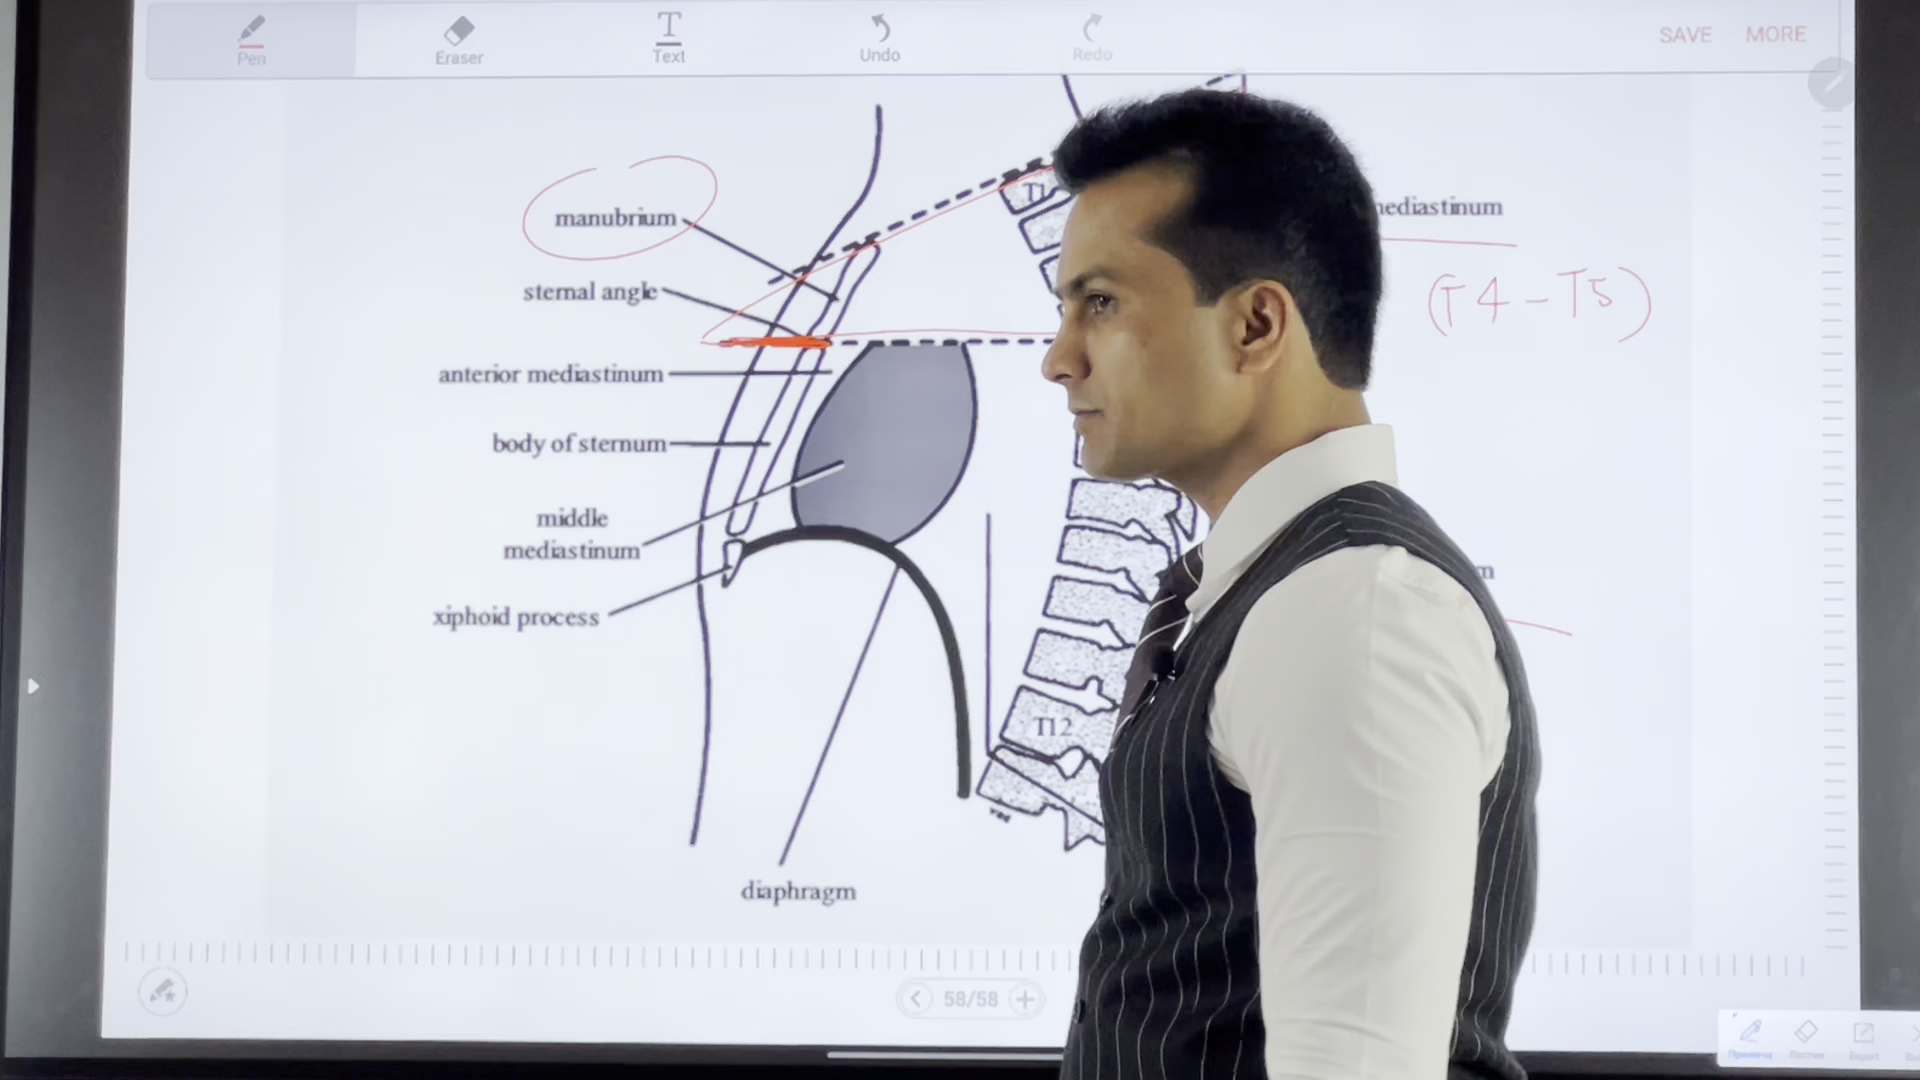 Pen
Eraser
T
Text
Undo
Redo
SAVE
MORE
T1
manubrium
mediastinum
sternal angle
(T4-T5)
anterior mediastinum
body of sternum
middle
mediastinum
xiphoid process
T12
diaphragm
58/58
Export